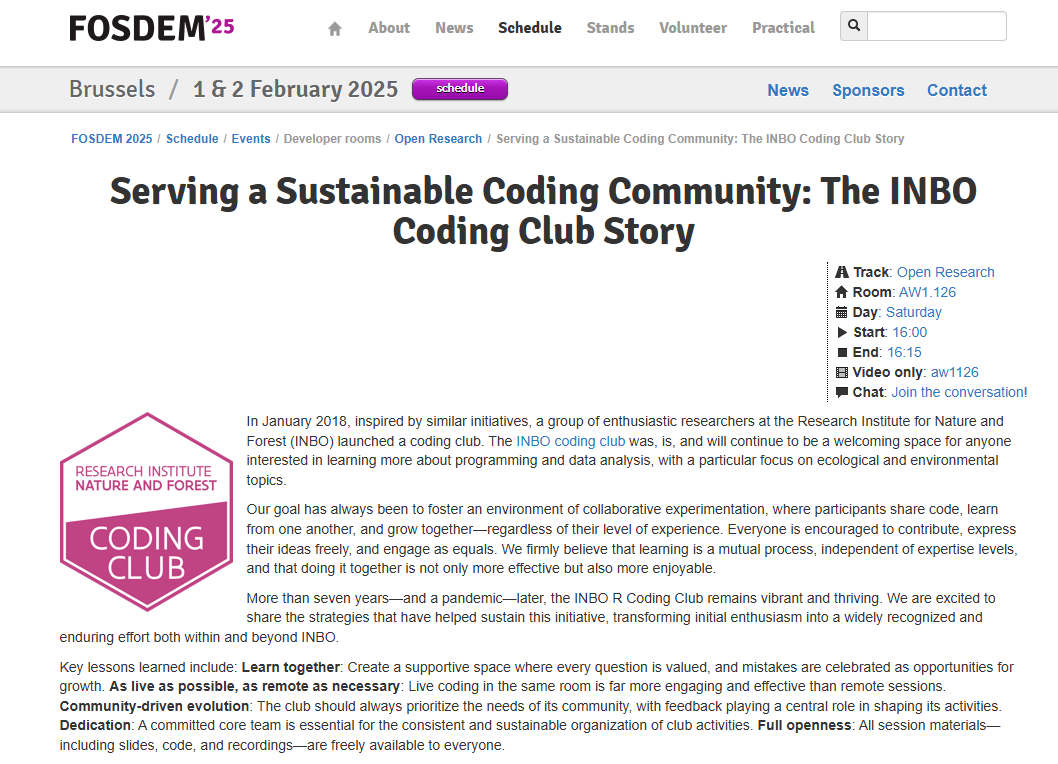 FOSDEM'25
About News Schedule Stands Volunteer Practical
Brussels / 1 & 2 February 2025 schedule News Sponsors Contact
FOSDEM 2025 / Schedule / Events / Developer rooms / Open Research / Serving a Sustainable Coding Community: The INBO Coding Club Story
Serving a Sustainable Coding Community: The INBO
Coding Club Story
Track: Open Research
Room: AW1.126
Day: Saturday
Start: 16:00
End: 16:15
Video only: aw1126
Chat: Join the conversation!
RESEARCH INSTITUTE
NATURE AND FOREST
CODING
CLUB
In January 2018, inspired by similar initiatives, a group of enthusiastic researchers at the Research Institute for Nature and
Forest (INBO) launched a coding club. The INBO coding club was, is, and will continue to be a welcoming space for anyone
interested in learning more about programming and data analysis, with a particular focus on ecological and environmental
topics.
Our goal has always been to foster an environment of collaborative experimentation, where participants share code, learn
from one another, and grow together—regardless of their level of experience. Everyone is encouraged to contribute, express
their ideas freely, and engage as equals. We firmly believe that learning is a mutual process, independent of expertise levels,
and that doing it together is not only more effective but also more enjoyable.
More than seven years—and a pandemic—later, the INBO R Coding Club remains vibrant and thriving. We are excited to
share the strategies that have helped sustain this initiative, transforming initial enthusiasm into a widely recognized and
enduring effort both within and beyond INBO.
Key lessons learned include: Learn together: Create a supportive space where every question is valued, and mistakes are celebrated as opportunities for
growth. As live as possible, as remote as necessary: Live coding in the same room is far more engaging and effective than remote sessions.
Community-driven evolution: The club should always prioritize the needs of its community, with feedback playing a central role in shaping its activities.
Dedication: A committed core team is essential for the consistent and sustainable organization of club activities. Full openness: All session materials—
including slides, code, and recordings—are freely available to everyone.